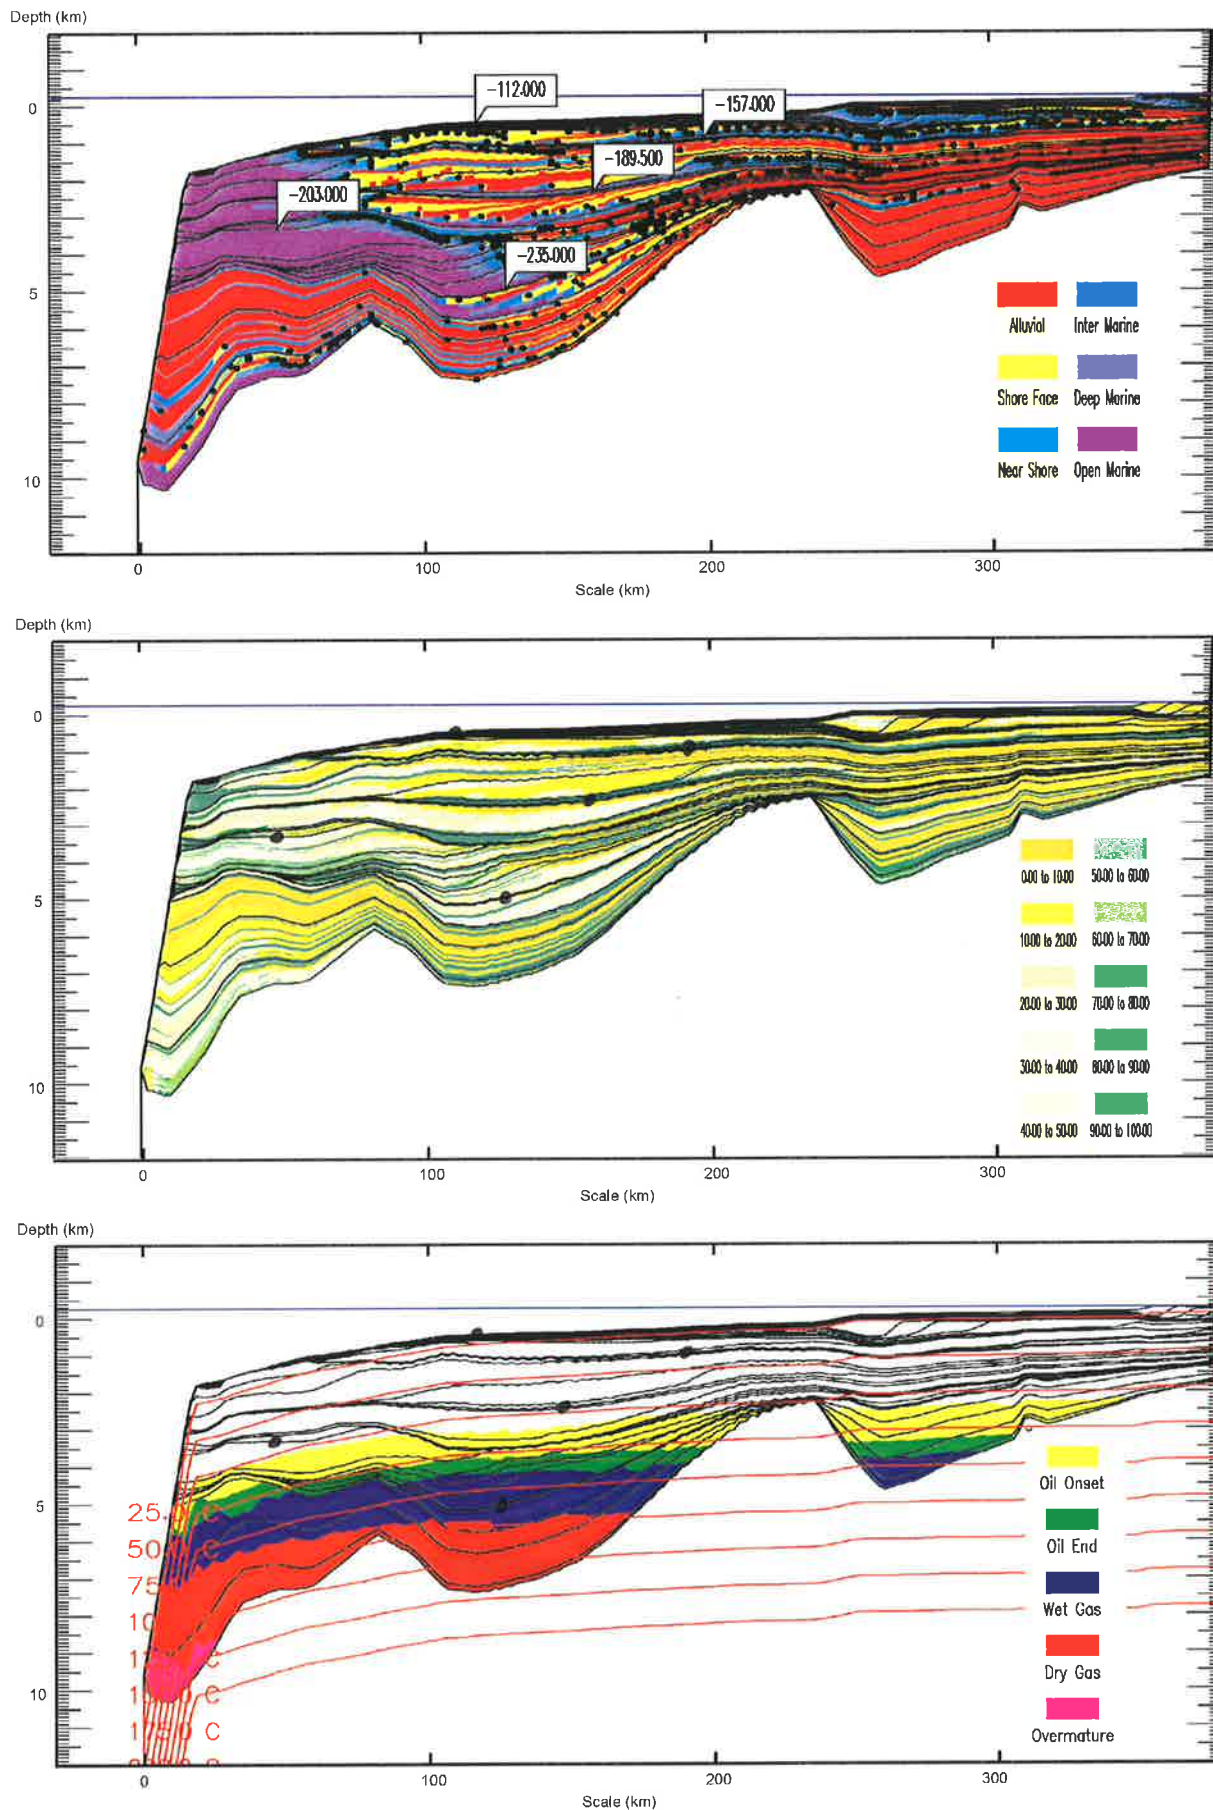 Depth (km)
-112.000
-157.000
0
-189.500
-203.000
-235.000
5
Alluvial Inter Marine
Shore Face Deep Marine
Near Shore Open Marine
10
0 100 200 300
Scale (km)
Depth (km)
0
5
0.00 to 10.00 50.00 to 60.00
10.00 to 20.00 60.00 to 70.00
20.00 to 30.00 70.00 to 80.00
30.00 to 40.00 80.00 to 90.00
10
40.00 to 50.00 90.00 to 100.00
0 100 200 300
Scale (km)
Depth (km)
0
Oil Onset
5
Oil End
Wet Gas
Dry Gas
10
Overmature
0 100 200 300
Scale (km)